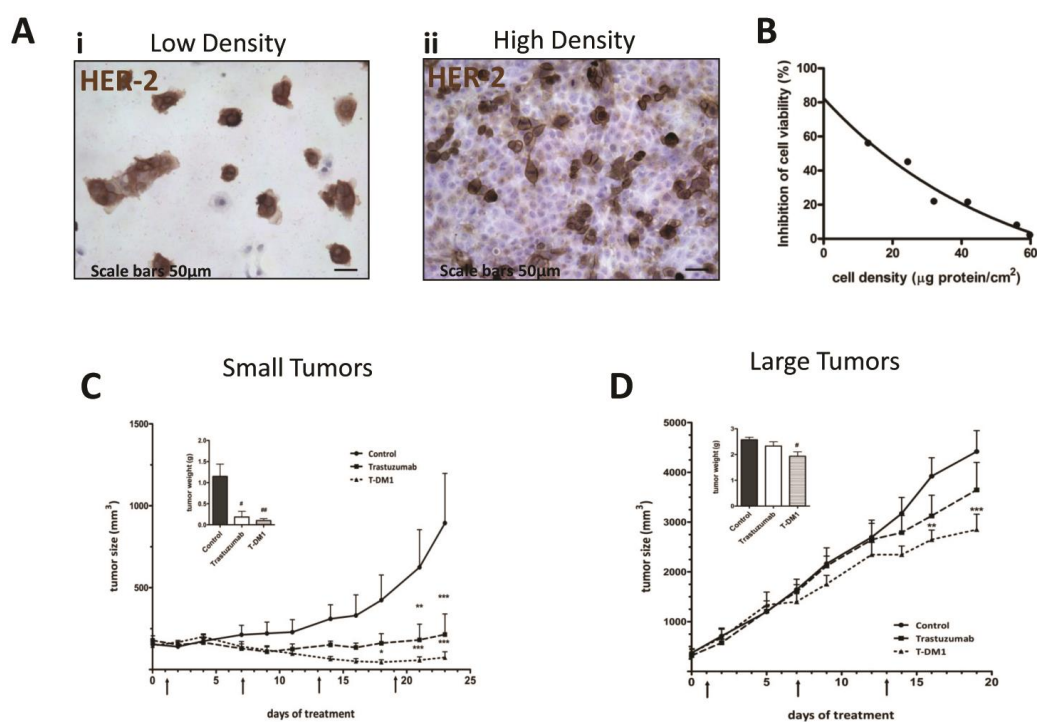 A
i
Low Density
HER-2
Scale bars 50μm
ii
High Density
HER-2
Scale bars 50μm
B
Inhibition of cell viability (%)
100
80
60
40
20
0
0 20 40 60
cell density (μg protein/cm²)
C
Small Tumors
tumor size (mm³)
1500
1000
500
0 5 10 15 20 25
days of treatment
tumor weight (g)
2.0
1.5
1.0
0.5
0.0
# ##
Control
Trastuzumab
T-DM1
Control
Trastuzumab
T-DM1
** ***
* *** ***
D
Large Tumors
tumor size (mm³)
5000
4000
3000
2000
1000
0 5 10 15 20
days of treatment
tumor weight (g)
3
2
1
0
#
Control
Trastuzumab
T-DM1
** ***
Control
Trastuzumab
T-DM1